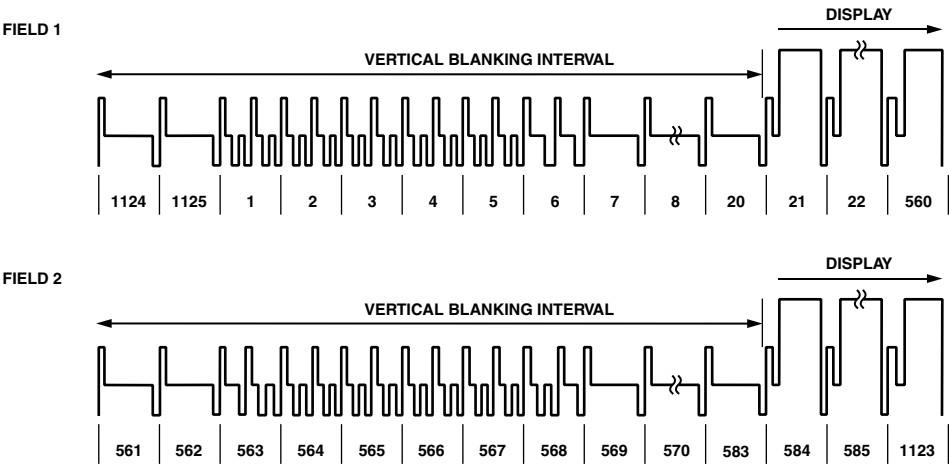 DISPLAY
FIELD 1
VERTICAL BLANKING INTERVAL
1124 1125 1 2 3 4 5 6 7 8 20 21 22 560
DISPLAY
FIELD 2
VERTICAL BLANKING INTERVAL
561 562 563 564 565 566 567 568 569 570 583 584 585 1123